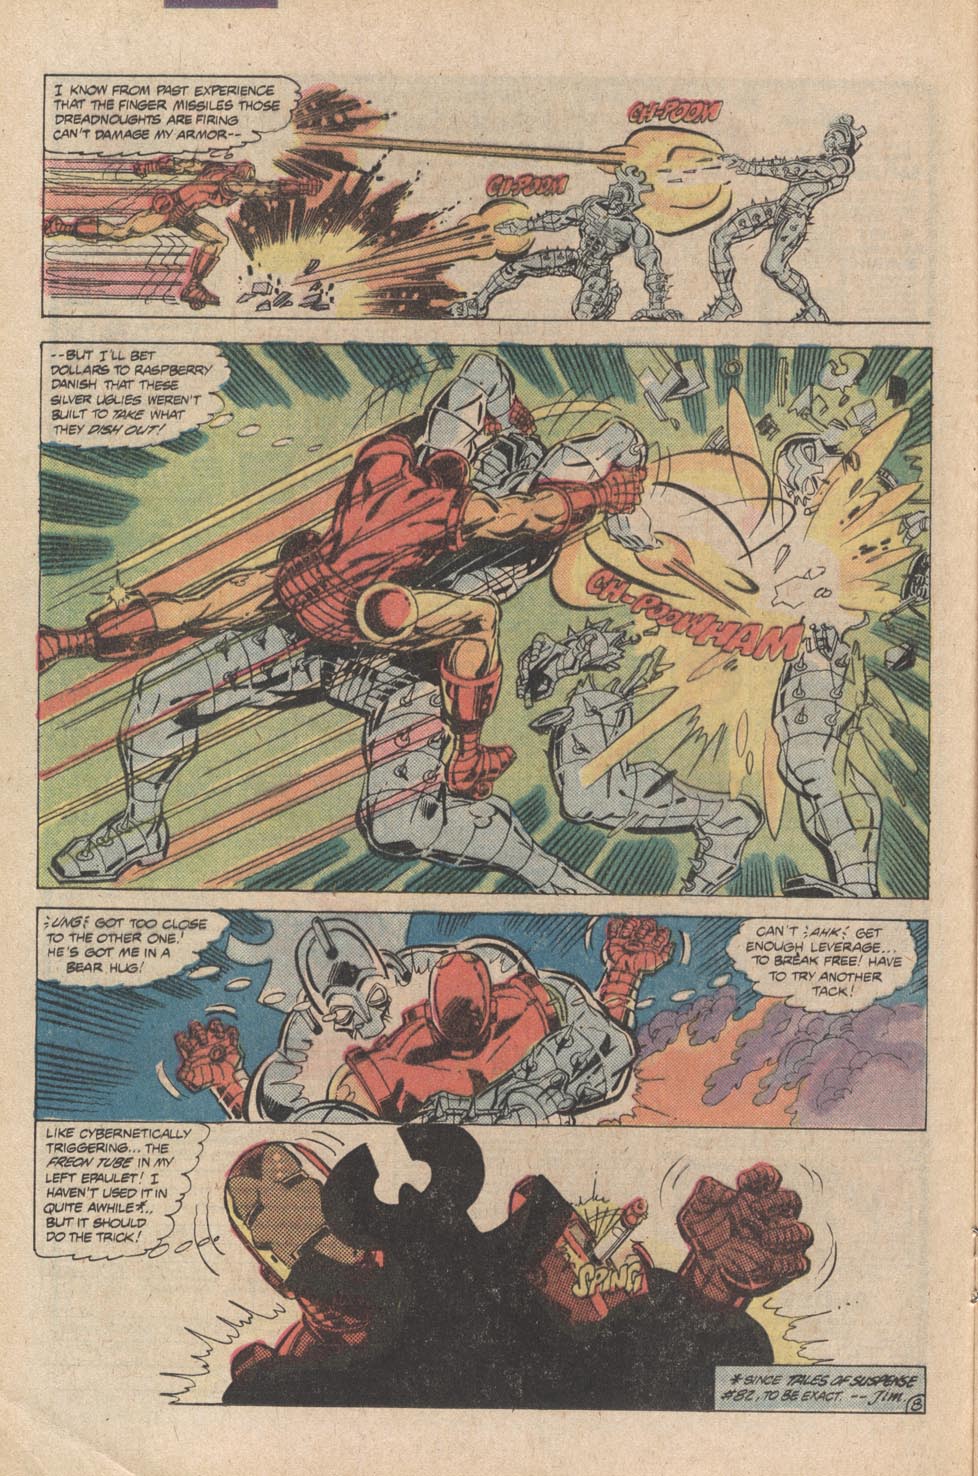 I KNOW FROM PAST EXPERIENCE
THAT THE FINGER MISSILES THOSE
DREADNOUGHTS ARE FIRING
CAN'T DAMAGE MY ARMOR--
CH-POOM
CH-POOM
--BUT I'LL BET
DOLLARS TO RASPBERRY
DANISH THAT THESE
SILVER UGLIES WEREN'T
BUILT TO TAKE WHAT
THEY DISH OUT!
CH-POOMWHAM
UNG! GOT TOO CLOSE
TO THE OTHER ONE!
HE'S GOT ME IN A
BEAR HUG!
CAN'T AHK! GET
ENOUGH LEVERAGE...
TO BREAK FREE! HAVE
TO TRY ANOTHER
TACK!
LIKE CYBERNETICALLY
TRIGGERING... THE
FREON TUBE IN MY
LEFT EPAULET! I
HAVEN'T USED IT IN
QUITE AWHILE*...
BUT IT SHOULD
DO THE TRICK!
SPING
* SINCE TALES OF SUSPENSE
#82, TO BE EXACT. -- Jim
8